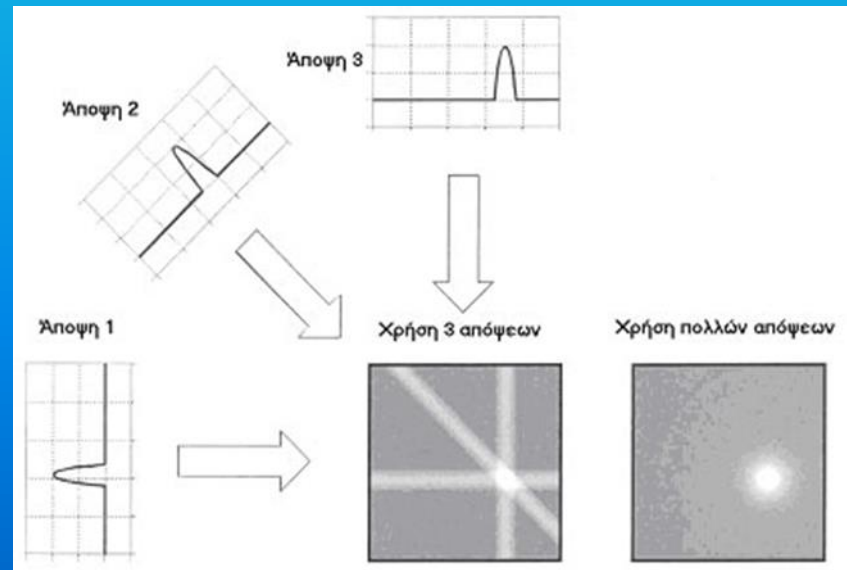 Άποψη 3
Άποψη 2
Άποψη 1
Χρήση 3 απόψεων
Χρήση πολλών απόψεων